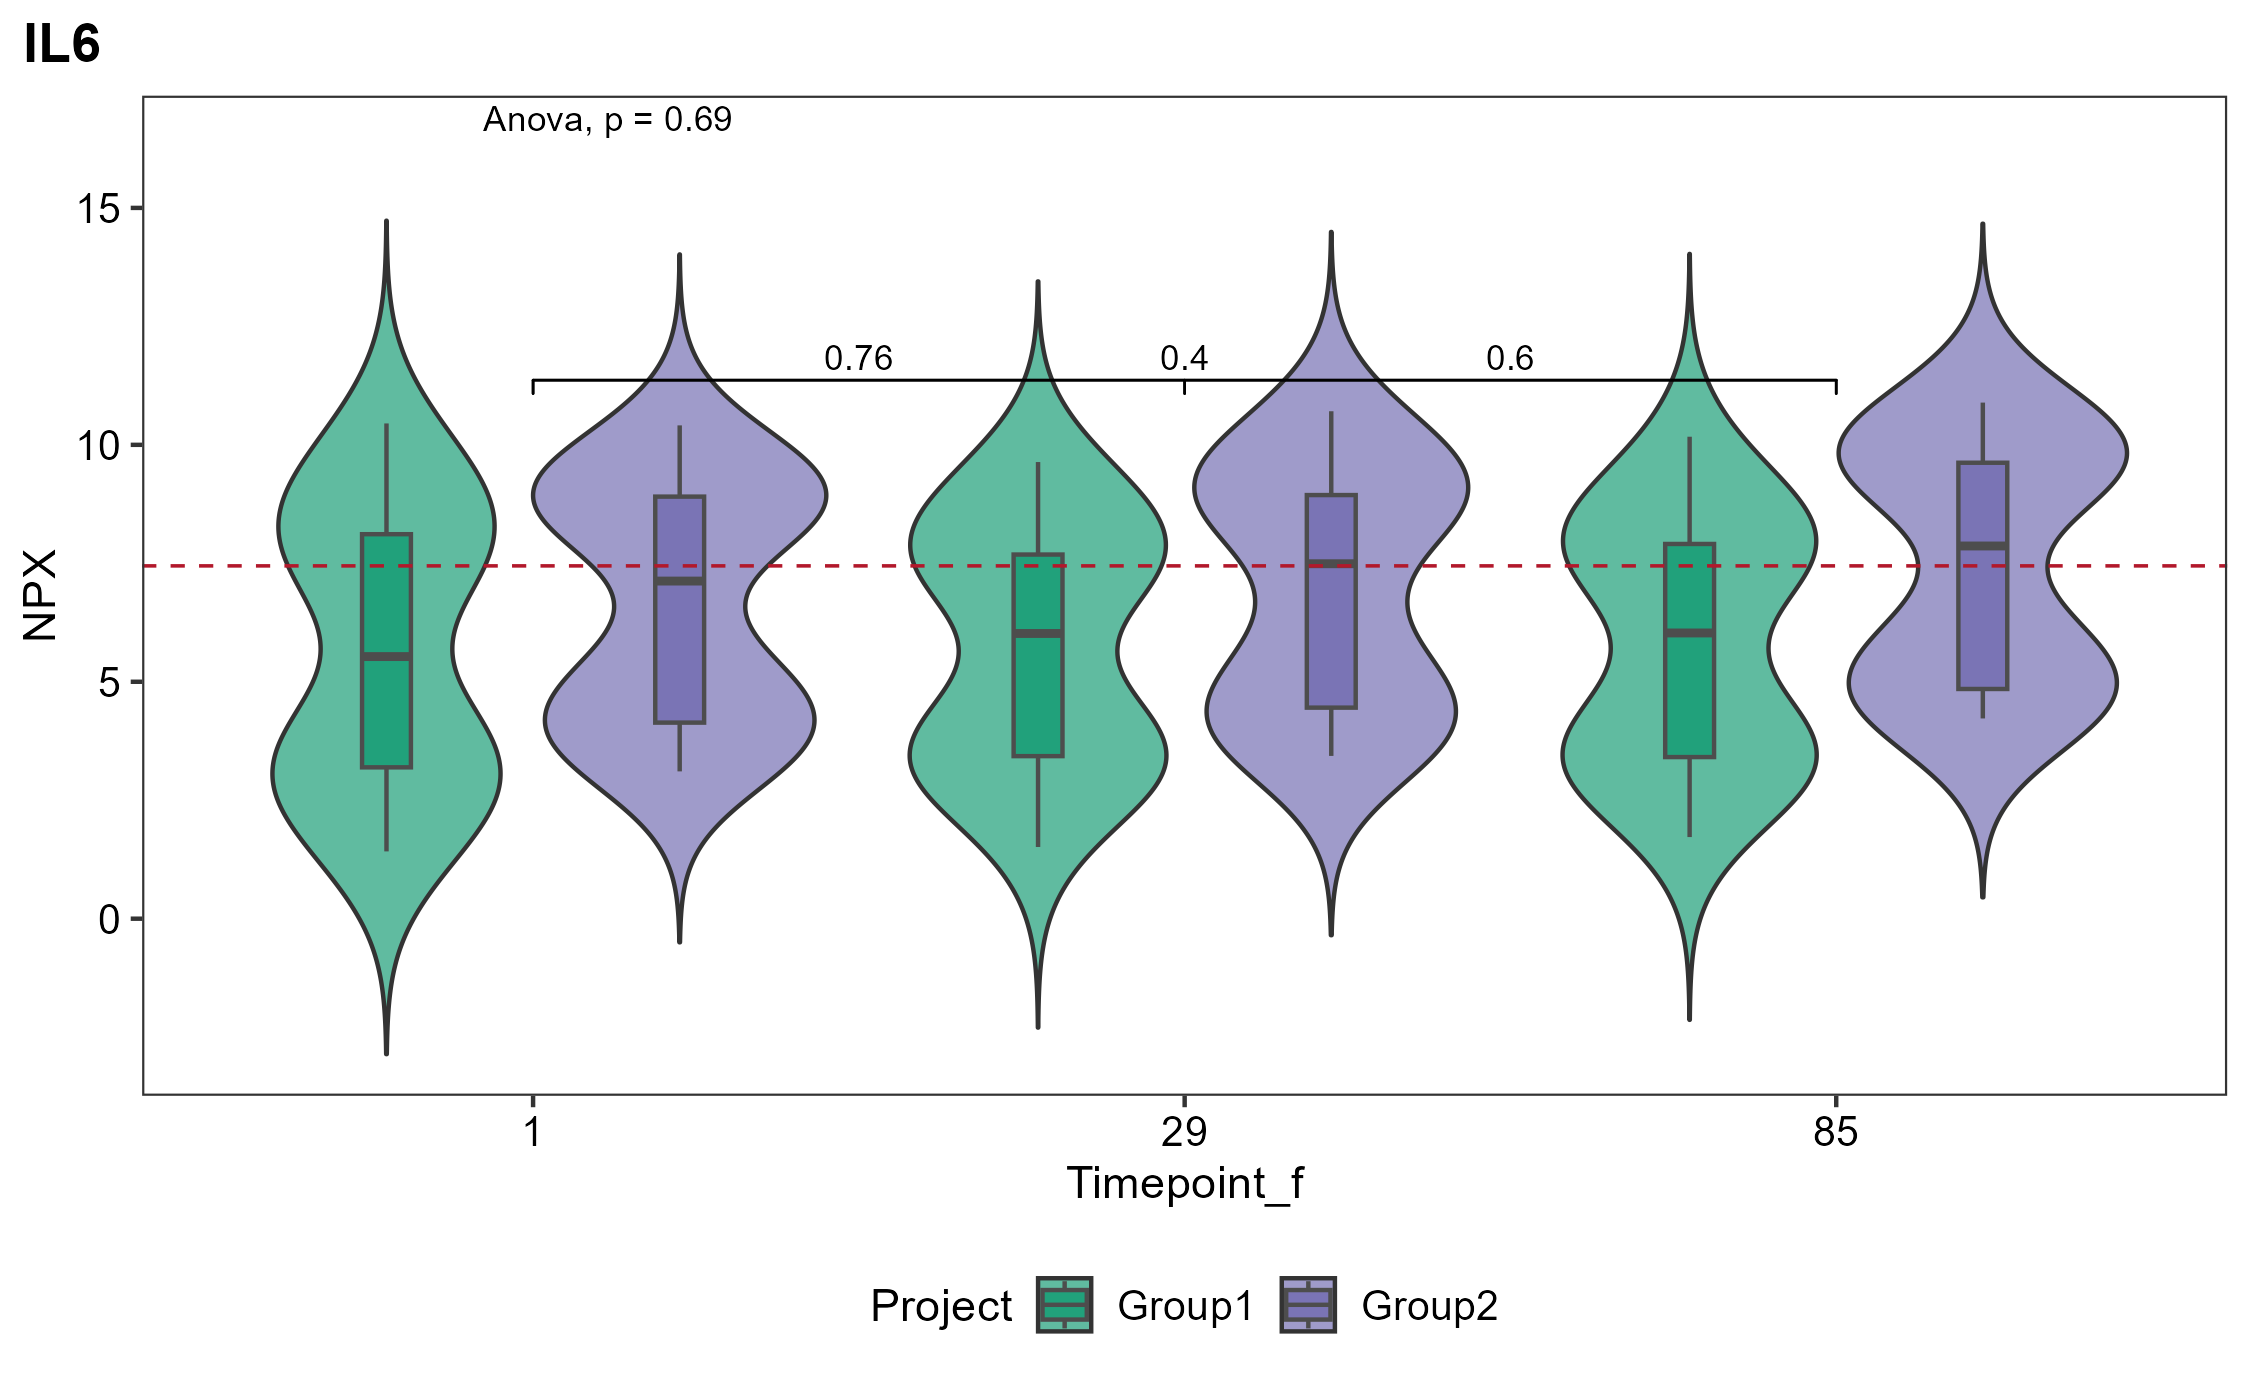 IL6
Anova, p = 0.69
15
0.76 0.4 0.6
10
NPX
5
0
1 29 85
Timepoint_f
Project Group1 Group2